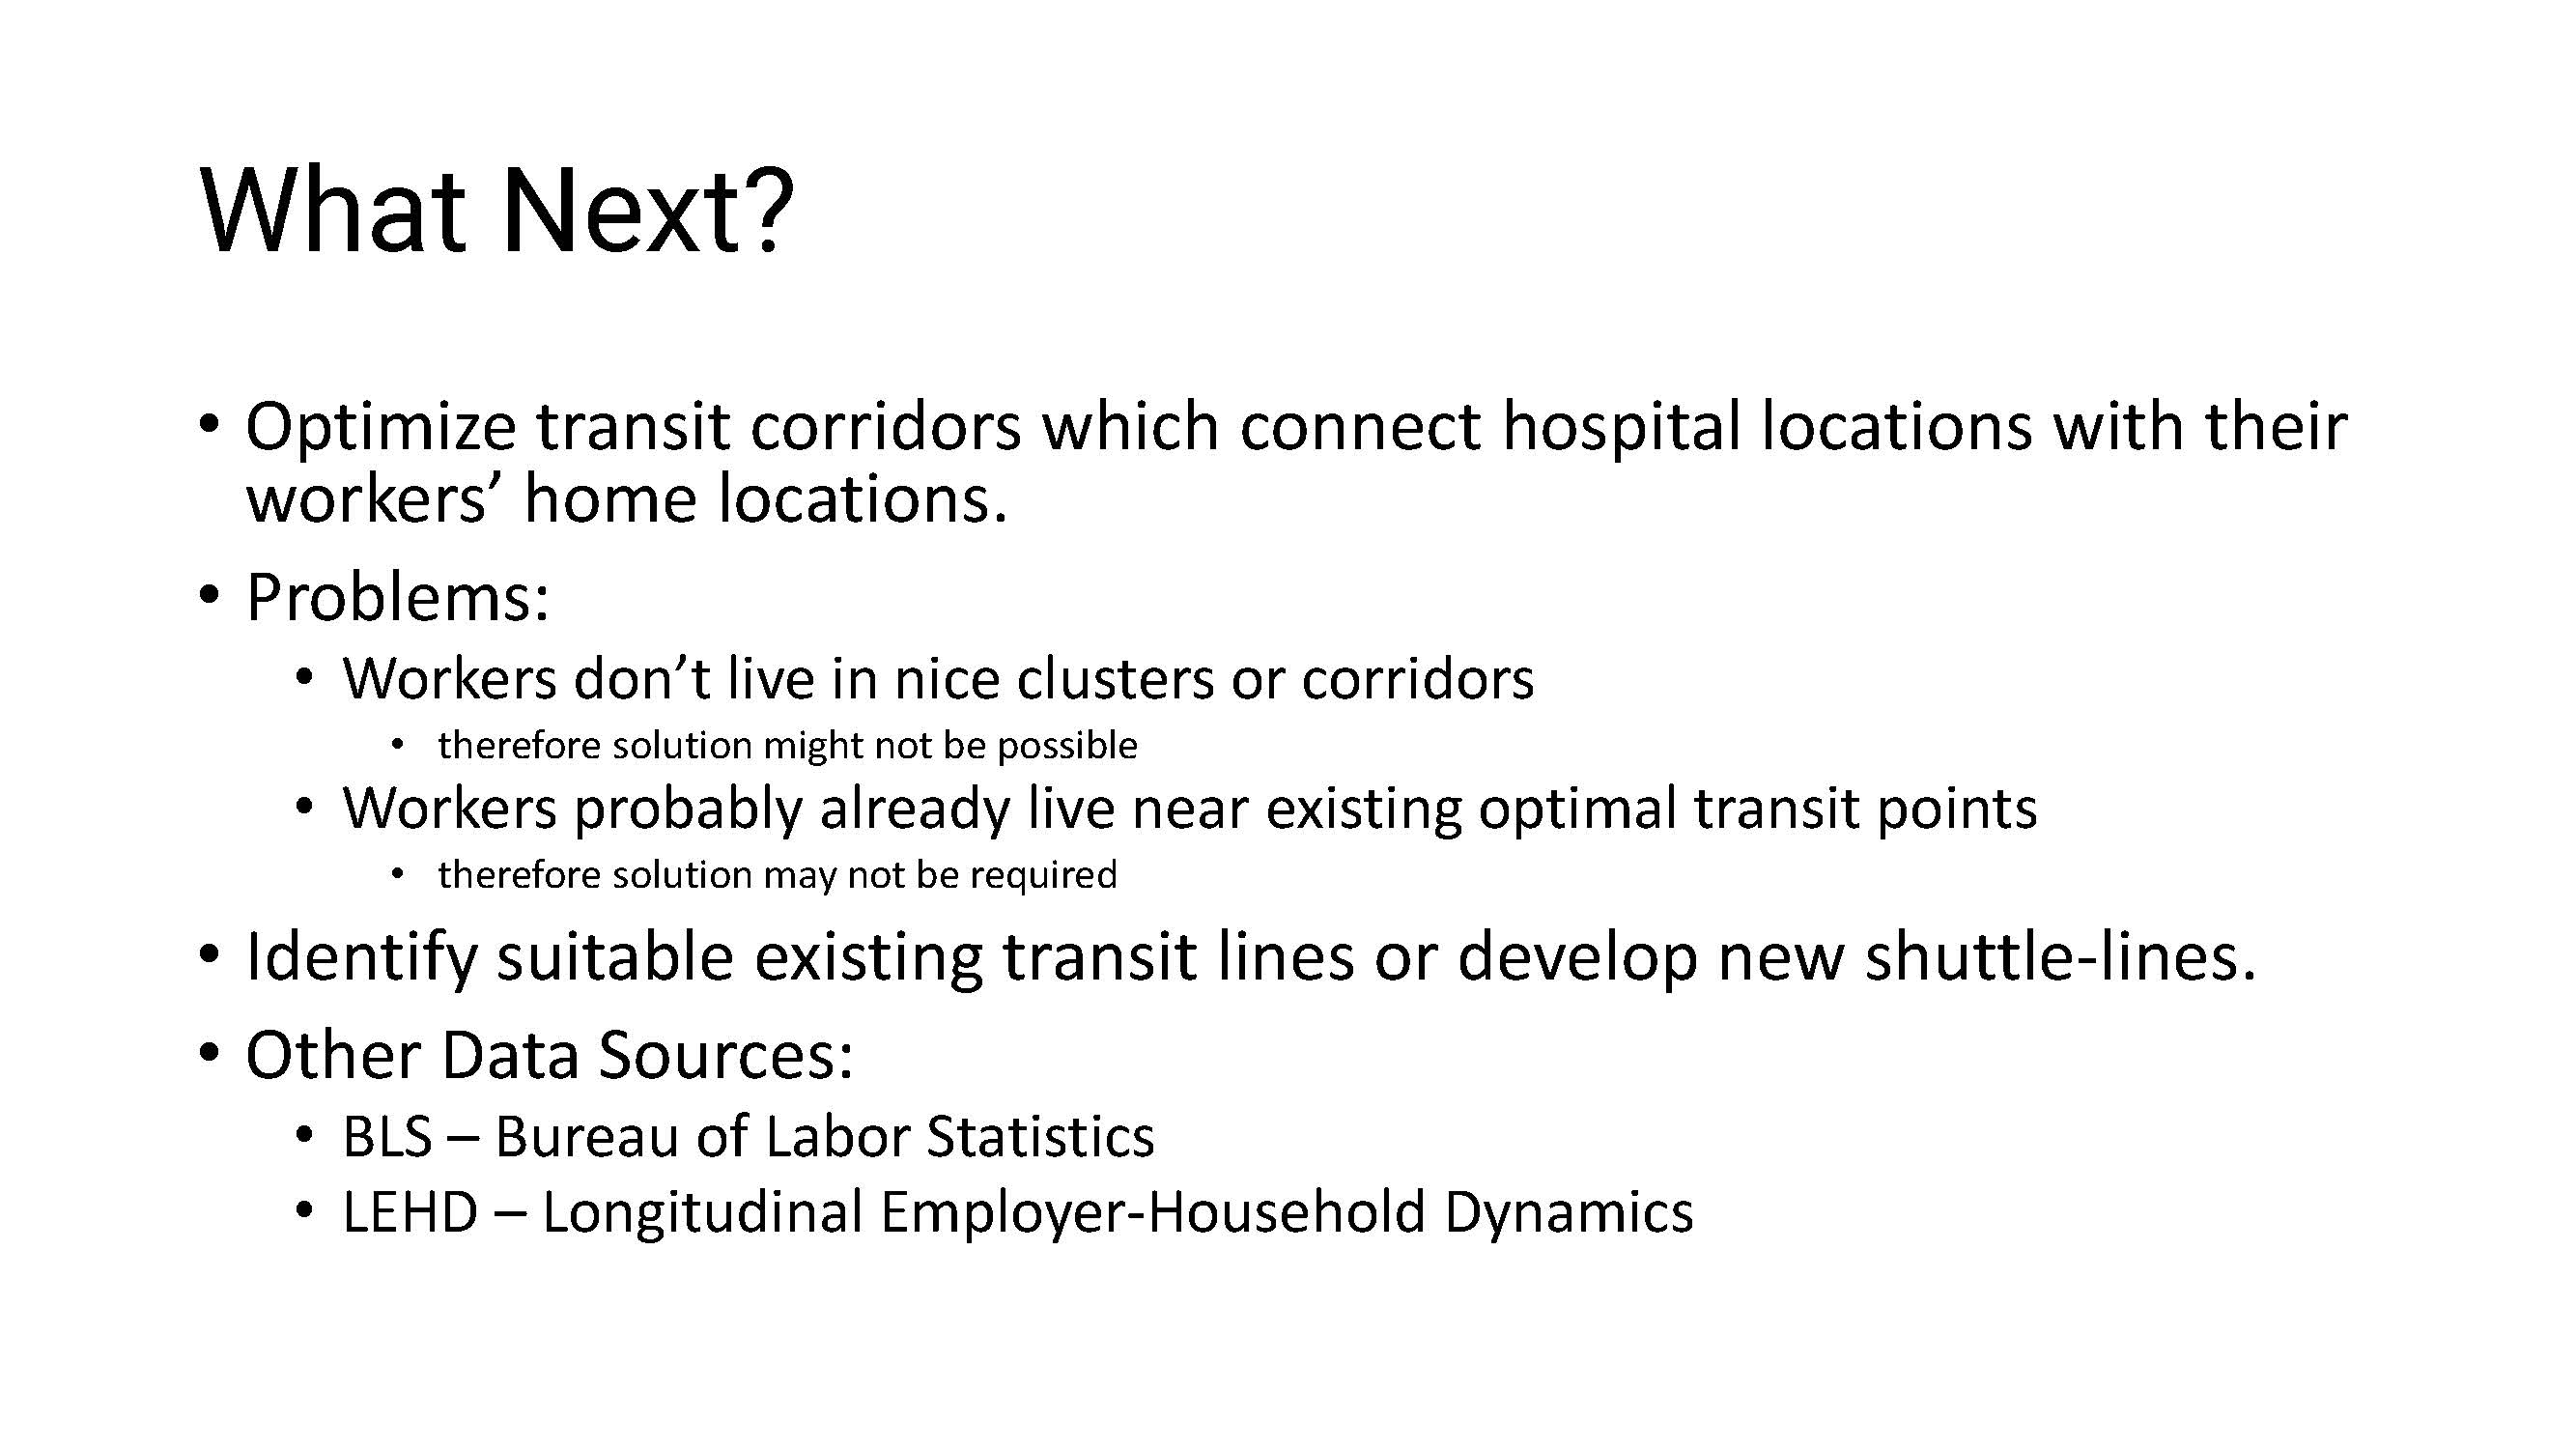 What Next?
• Optimize transit corridors which connect hospital locations with their
workers’ home locations.
• Problems:
• Workers don’t live in nice clusters or corridors
• therefore solution might not be possible
• Workers probably already live near existing optimal transit points
• therefore solution may not be required
• Identify suitable existing transit lines or develop new shuttle-lines.
• Other Data Sources:
• BLS – Bureau of Labor Statistics
• LEHD – Longitudinal Employer-Household Dynamics